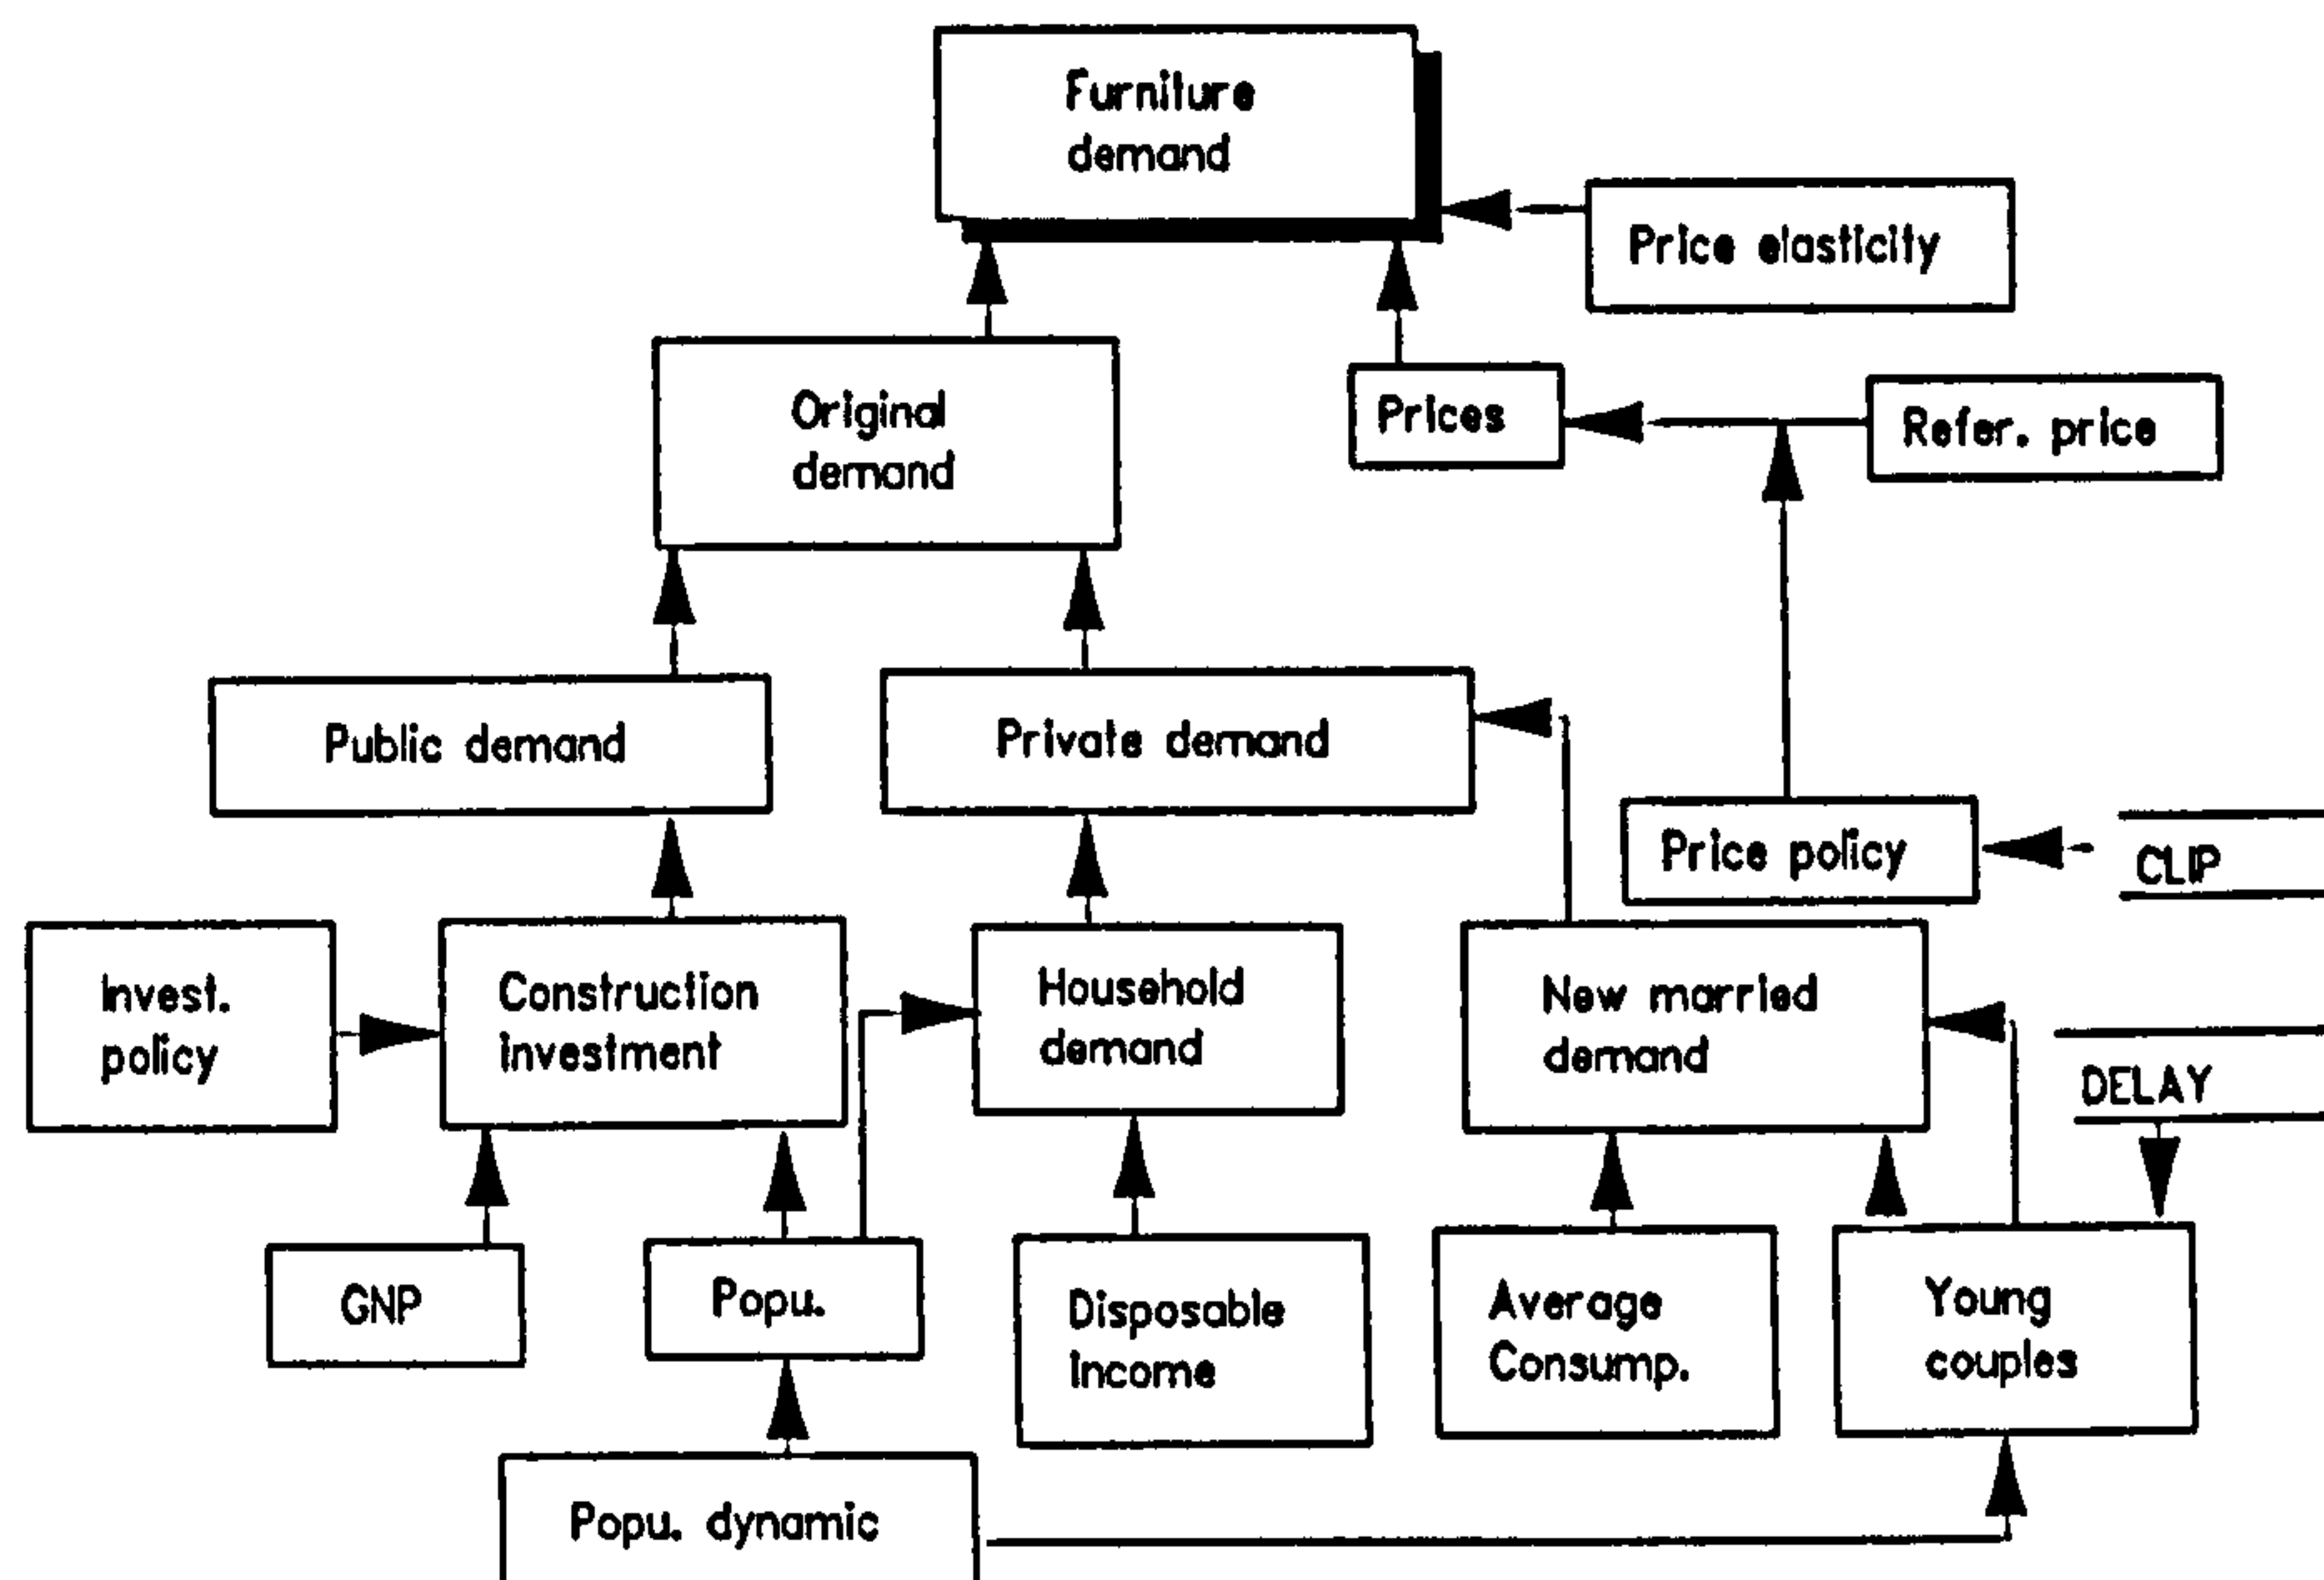 Furniture
demand
Price elasticity
Original
demand
Prices
Refer. price
Public demand
Private demand
Price policy
CLIP
Invest.
policy
Construction
investment
Household
demand
New married
demand
DELAY
GNP
Popu.
Disposable
income
Average
Consump.
Young
couples
Popu. dynamic